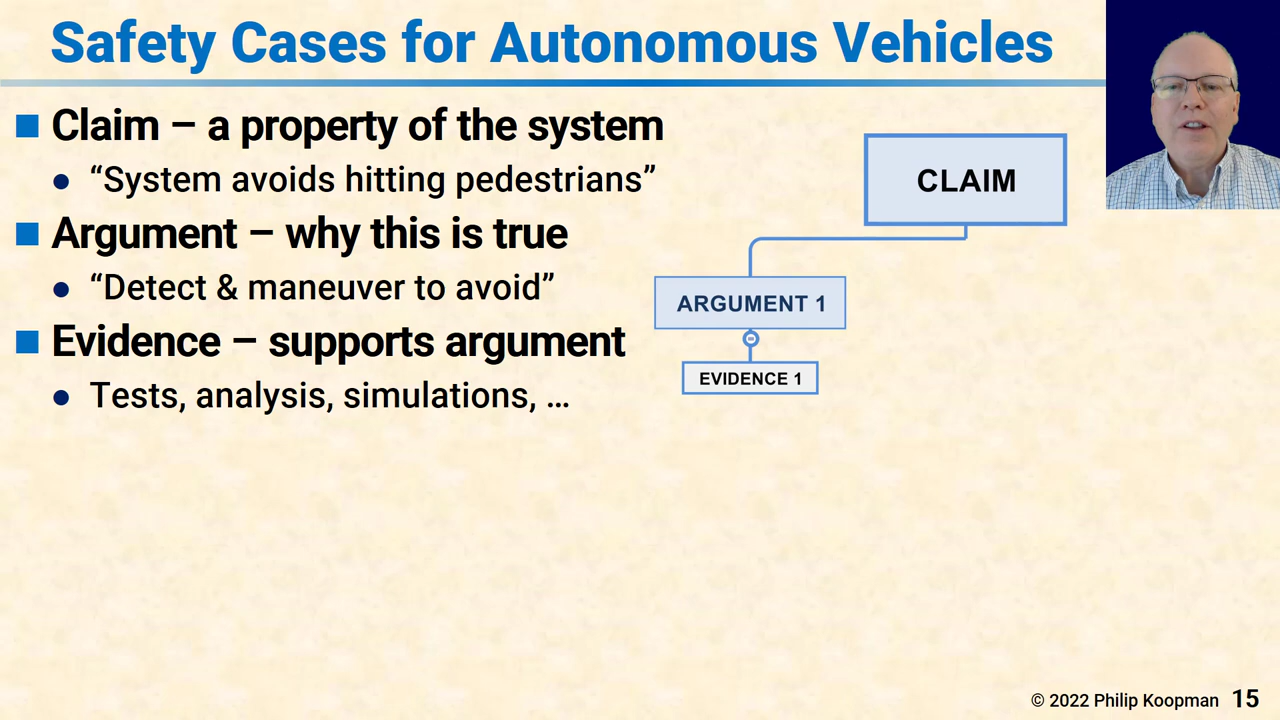 Safety Cases for Autonomous Vehicles
Claim – a property of the system
“System avoids hitting pedestrians”
Argument – why this is true
“Detect & maneuver to avoid”
Evidence – supports argument
Tests, analysis, simulations, …
CLAIM
ARGUMENT 1
EVIDENCE 1
© 2022 Philip Koopman 15